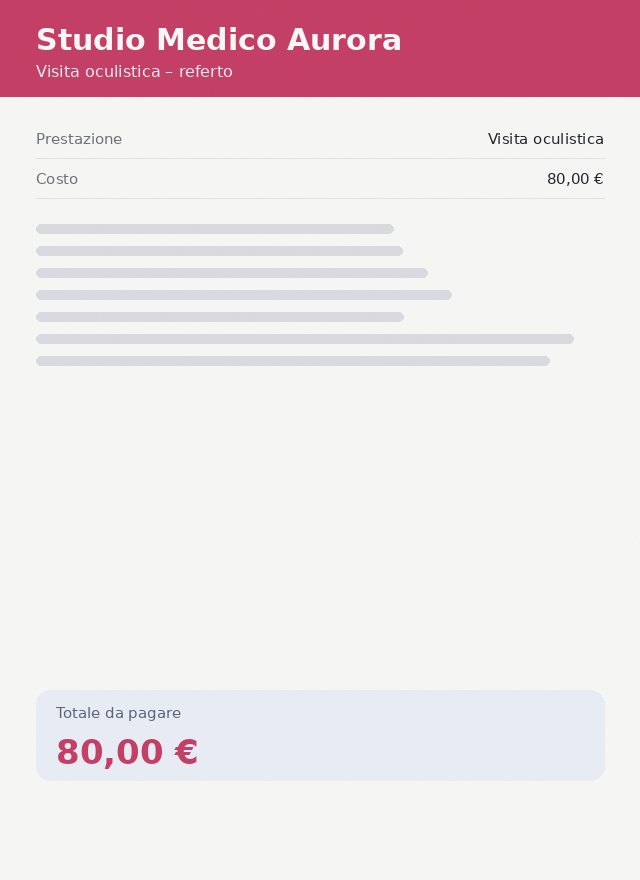 Studio Medico Aurora
Visita oculistica – referto
Prestazione Visita oculistica
Costo 80,00 €
Totale da pagare
80,00 €